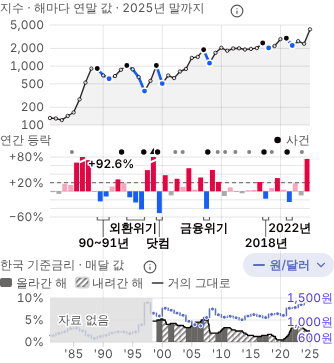 지수 · 해마다 연말 값 · 2025년 말까지 ⓘ
5,000
2,000
1,000
500
200
100
연간 등락
● 사건
+80%
+92.6%
+20%
−60%
외환위기
금융위기
2022년
90~91년
닷컴
2018년
한국 기준금리 · 매달 값 ⓘ
원/달러
올라간 해
내려간 해
거의 그대로
10%
1,500원
자료 없음
5%
1,000원
0%
600원
'85
'90
'95
'00
'05
'10
'15
'20
'25